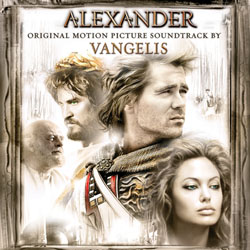 ALEXANDER
ORIGINAL MOTION PICTURE SOUNDTRACK BY
VANGELIS